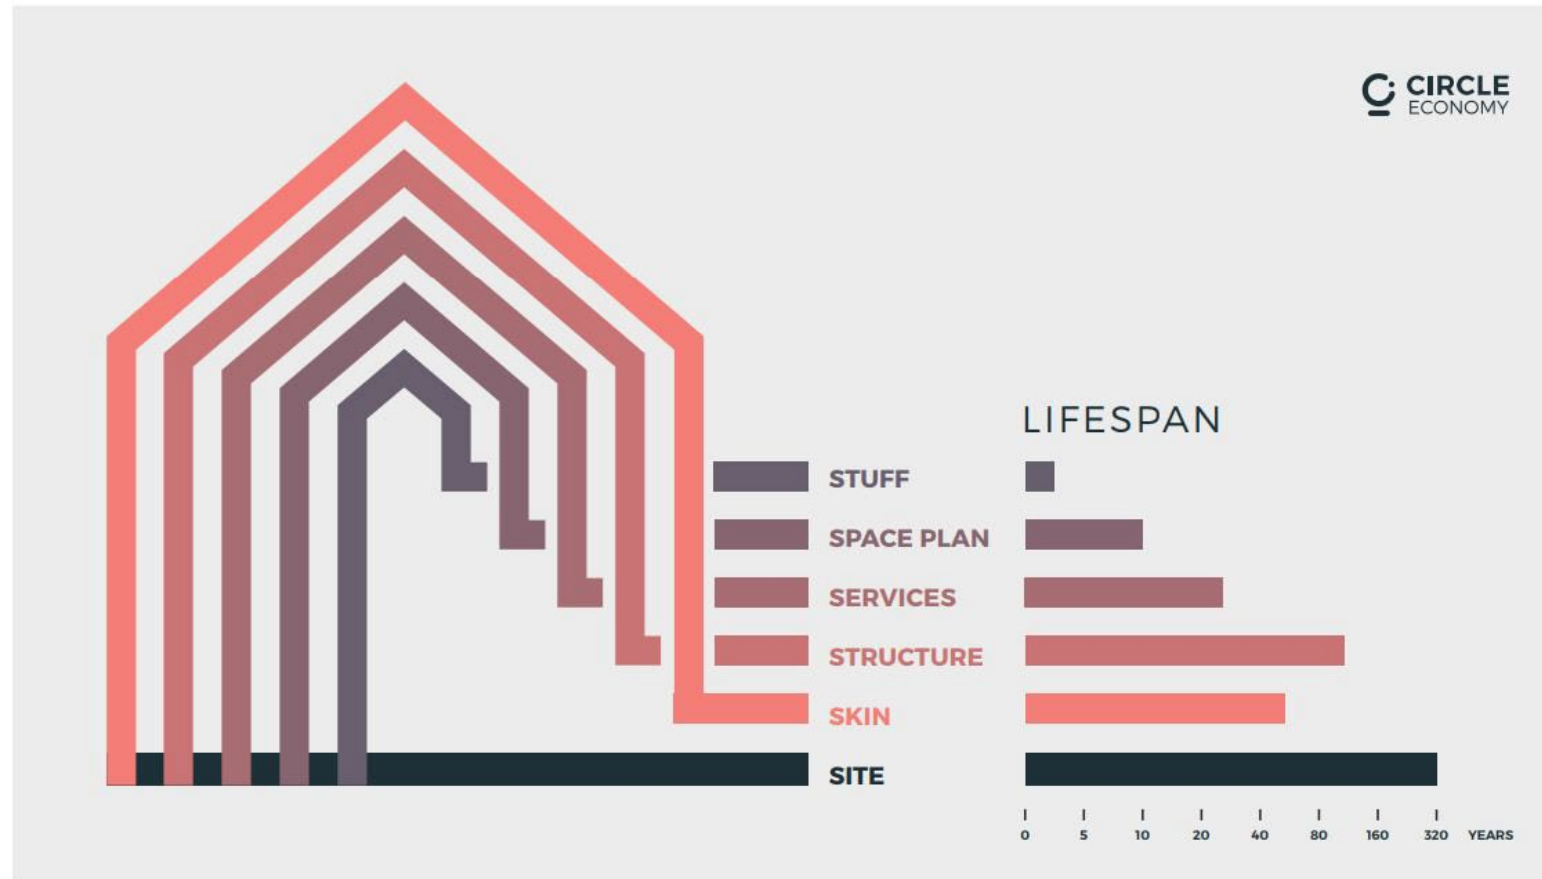 CIRCLE
ECONOMY
LIFESPAN
STUFF
SPACE PLAN
SERVICES
STRUCTURE
SKIN
SITE
0 5 10 20 40 80 160 320 YEARS